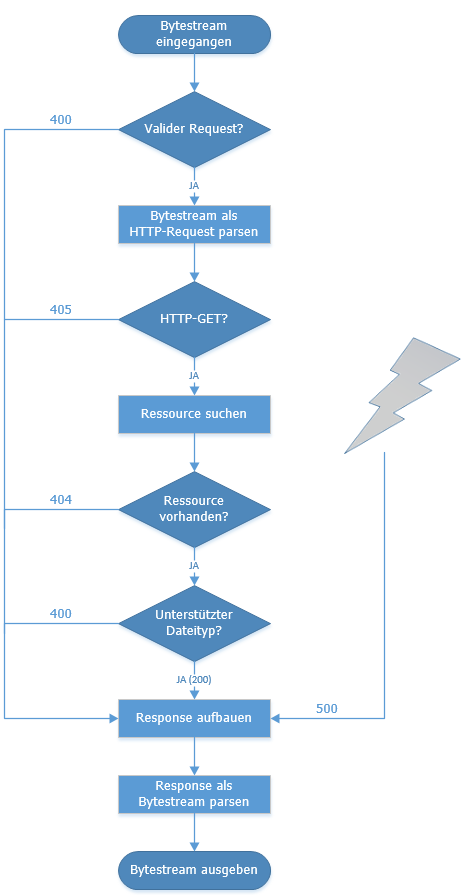 Bytestream
eingegangen
400
Valider Request?
JA
Bytestream als
HTTP-Request parsen
405
HTTP-GET?
JA
Ressource suchen
404
Ressource
vorhanden?
JA
400
Unterstützter
Dateityp?
JA (200)
Response aufbauen
500
Response als
Bytestream parsen
Bytestream ausgeben